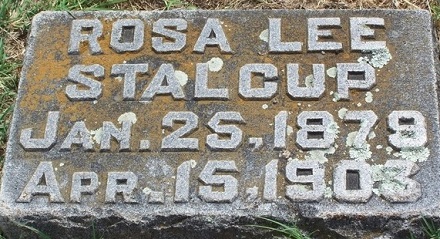 ROSA LEE
STALCUP
JAN. 25, 1879
APR. 15, 1903